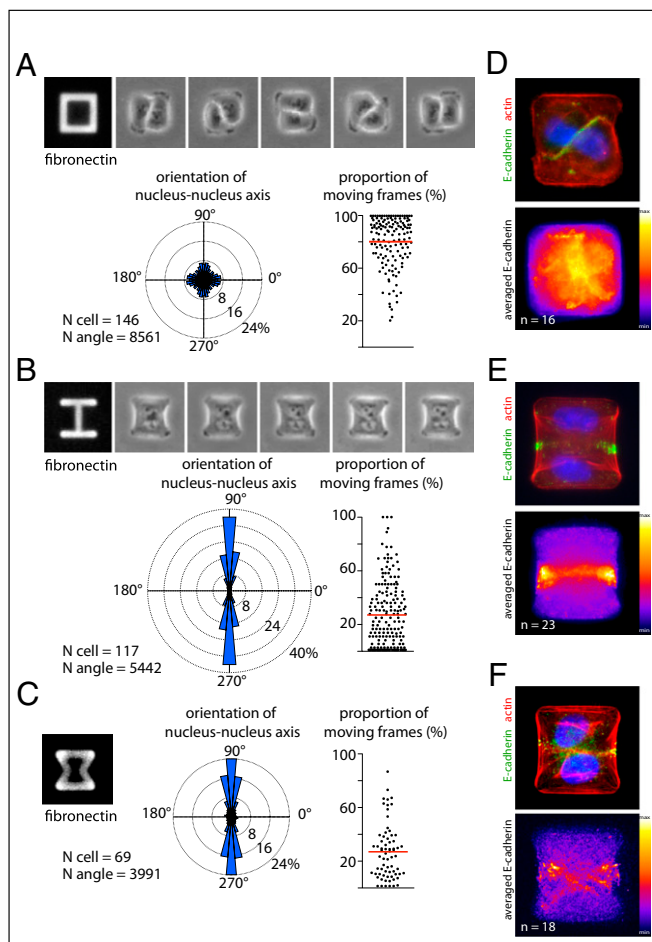 A
fibronectin
orientation of
nucleus-nucleus axis
90°
180°
0°
8
16
24%
270°
N cell = 146
N angle = 8561
proportion of
moving frames (%)
100
80
60
40
20
B
fibronectin
orientation of
nucleus-nucleus axis
90°
180°
0°
8
24
40%
270°
N cell = 117
N angle = 5442
proportion of
moving frames (%)
100
60
20
C
fibronectin
orientation of
nucleus-nucleus axis
90°
180°
0°
8
16
24%
270°
N cell = 69
N angle = 3991
proportion of
moving frames (%)
100
60
20
D
E-cadherin actin
averaged E-cadherin
n = 16
max
min
E
E-cadherin actin
averaged E-cadherin
n = 23
max
min
F
E-cadherin actin
averaged E-cadherin
n = 18
max
min